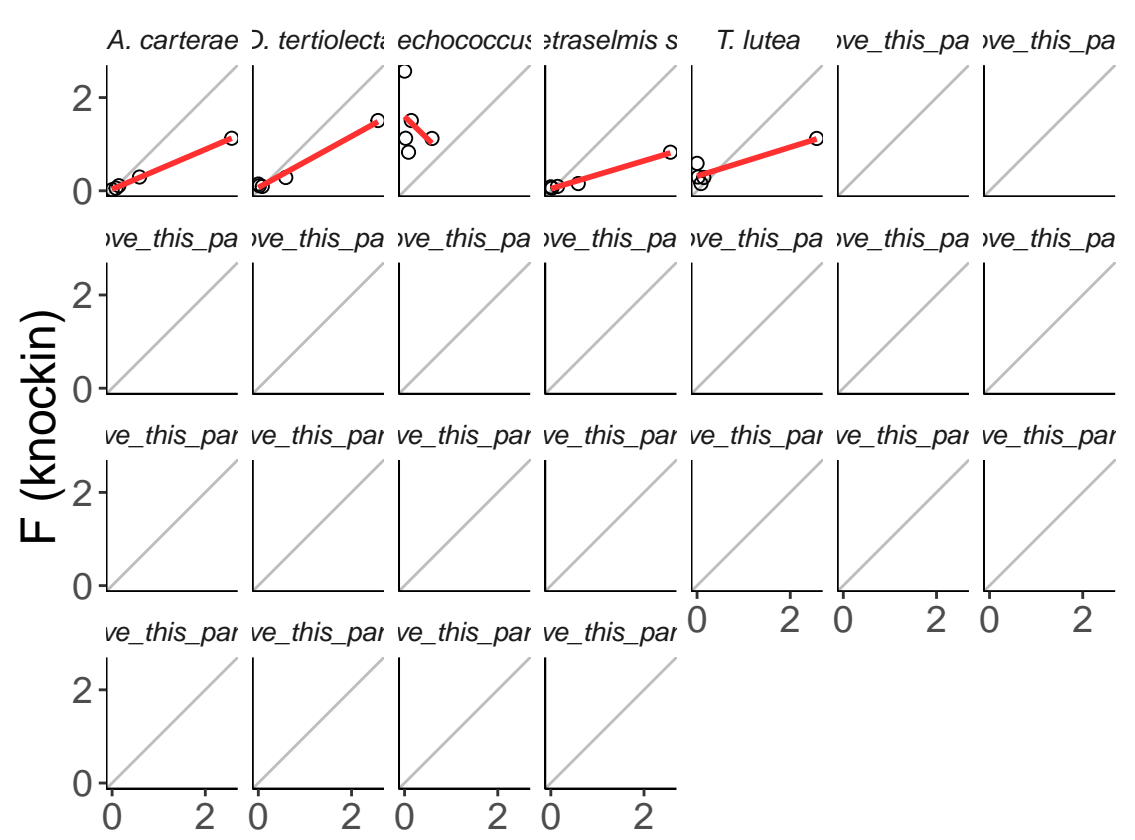 A. carterae D. tertiolecta echococcus etraselmis s T. lutea ove_this_pa ove_this_pa
2
0
ove_this_pa ove_this_pa ove_this_pa ove_this_pa ove_this_pa ove_this_pa ove_this_pa
2
0
F (knockin)
ve_this_par ve_this_par ve_this_par ve_this_par ve_this_par ve_this_par ve_this_par
2
0
0 2 0 2 0 2
ve_this_par ve_this_par ve_this_par ve_this_par
2
0
0 2 0 2 0 2 0 2